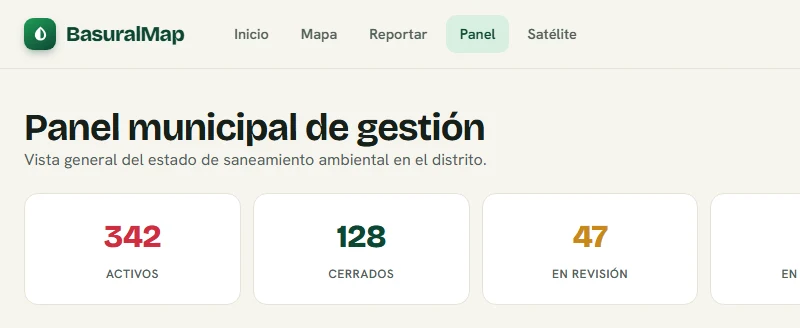 BasuralMap Inicio Mapa Reportar Panel Satélite
Panel municipal de gestión
Vista general del estado de saneamiento ambiental en el distrito.
342 128 47
ACTIVOS CERRADOS EN REVISIÓN EN